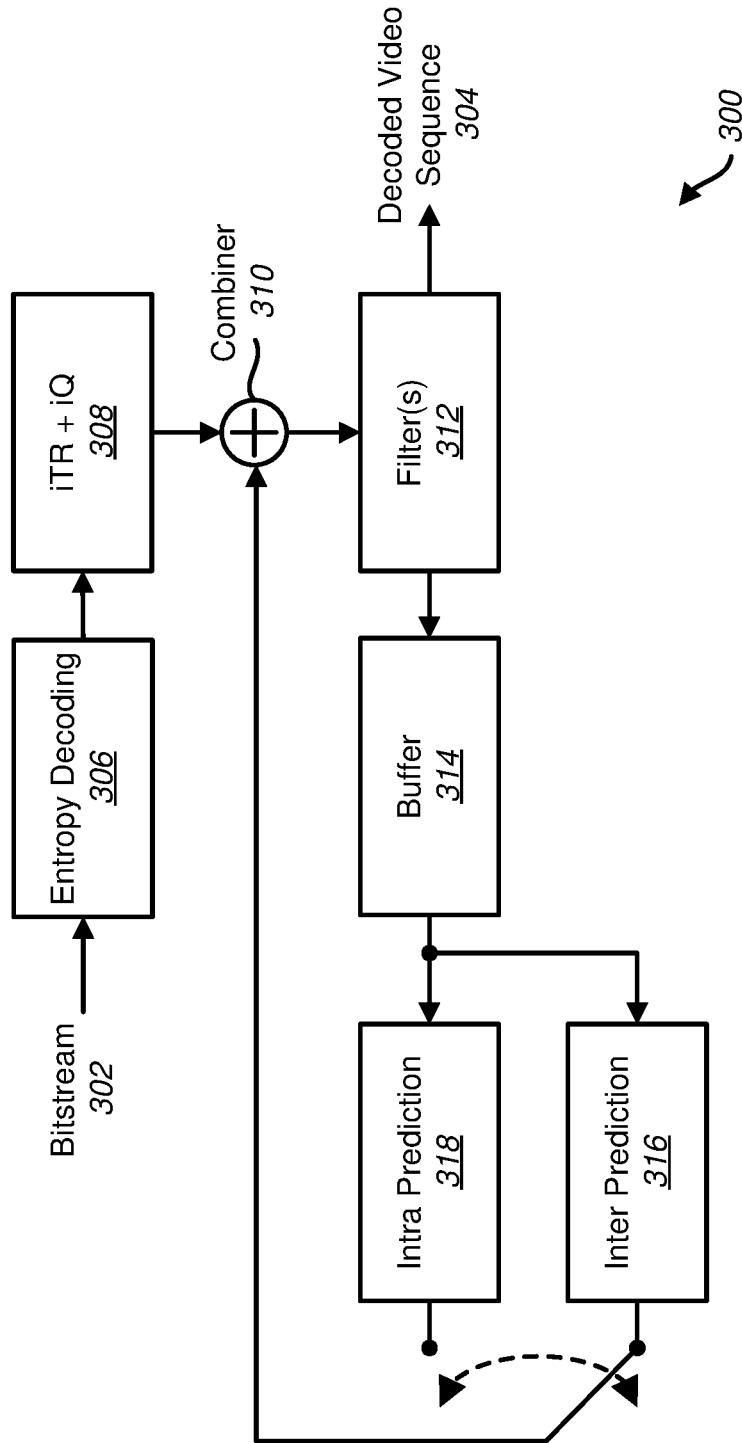 Bitstream
302
Entropy Decoding
306
iTR + iQ
308
Combiner
310
Intra Prediction
318
Buffer
314
Filter(s)
312
Decoded Video
Sequence
304
Inter Prediction
316
300